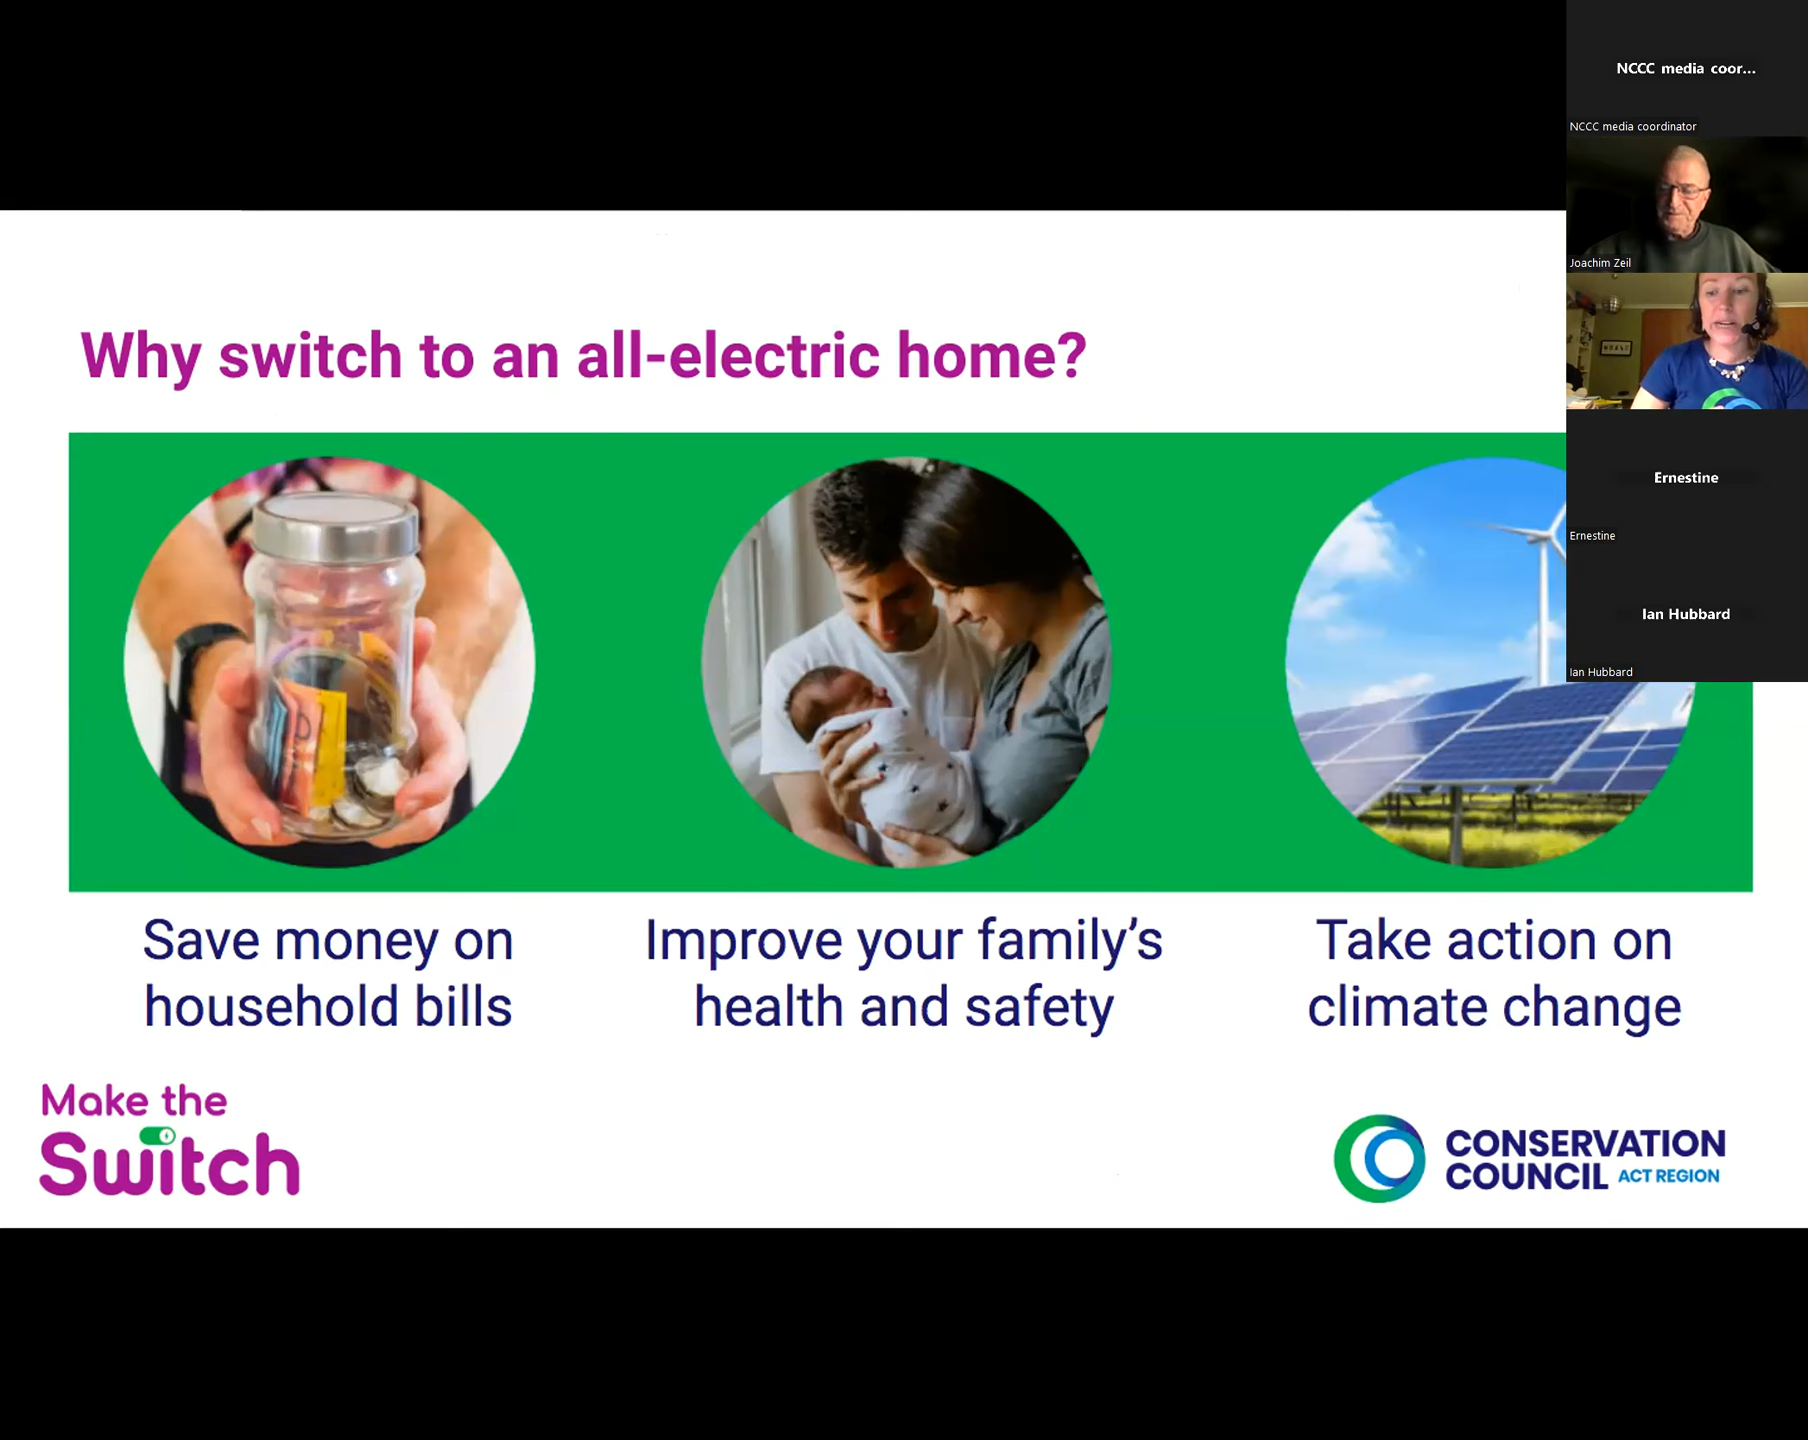 NCCC media coor...
NCCC media coordinator
Joachim Zeil
Ernestine
Ernestine
Ian Hubbard
Ian Hubbard
Why switch to an all-electric home?
Save money on
household bills
Improve your family's
health and safety
Take action on
climate change
Make the
Switch
CONSERVATION
COUNCIL ACT REGION